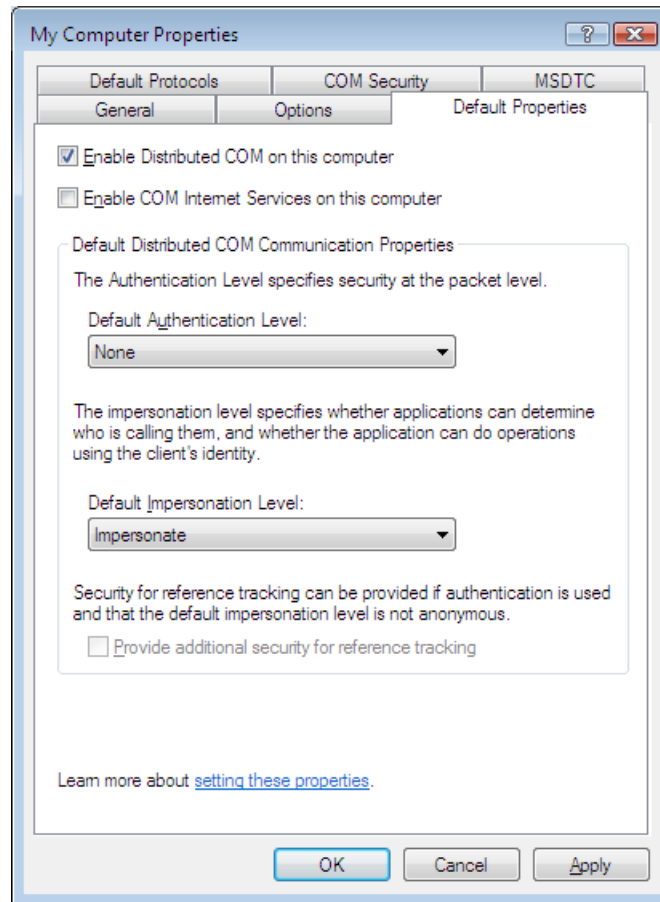 My Computer Properties
Default Protocols COM Security MSDTC
General Options Default Properties
Enable Distributed COM on this computer
Enable COM Internet Services on this computer
Default Distributed COM Communication Properties
The Authentication Level specifies security at the packet level.
Default Authentication Level:
None
The impersonation level specifies whether applications can determine
who is calling them, and whether the application can do operations
using the client's identity.
Default Impersonation Level:
Impersonate
Security for reference tracking can be provided if authentication is used
and that the default impersonation level is not anonymous.
Provide additional security for reference tracking
Learn more about setting these properties.
OK Cancel Apply